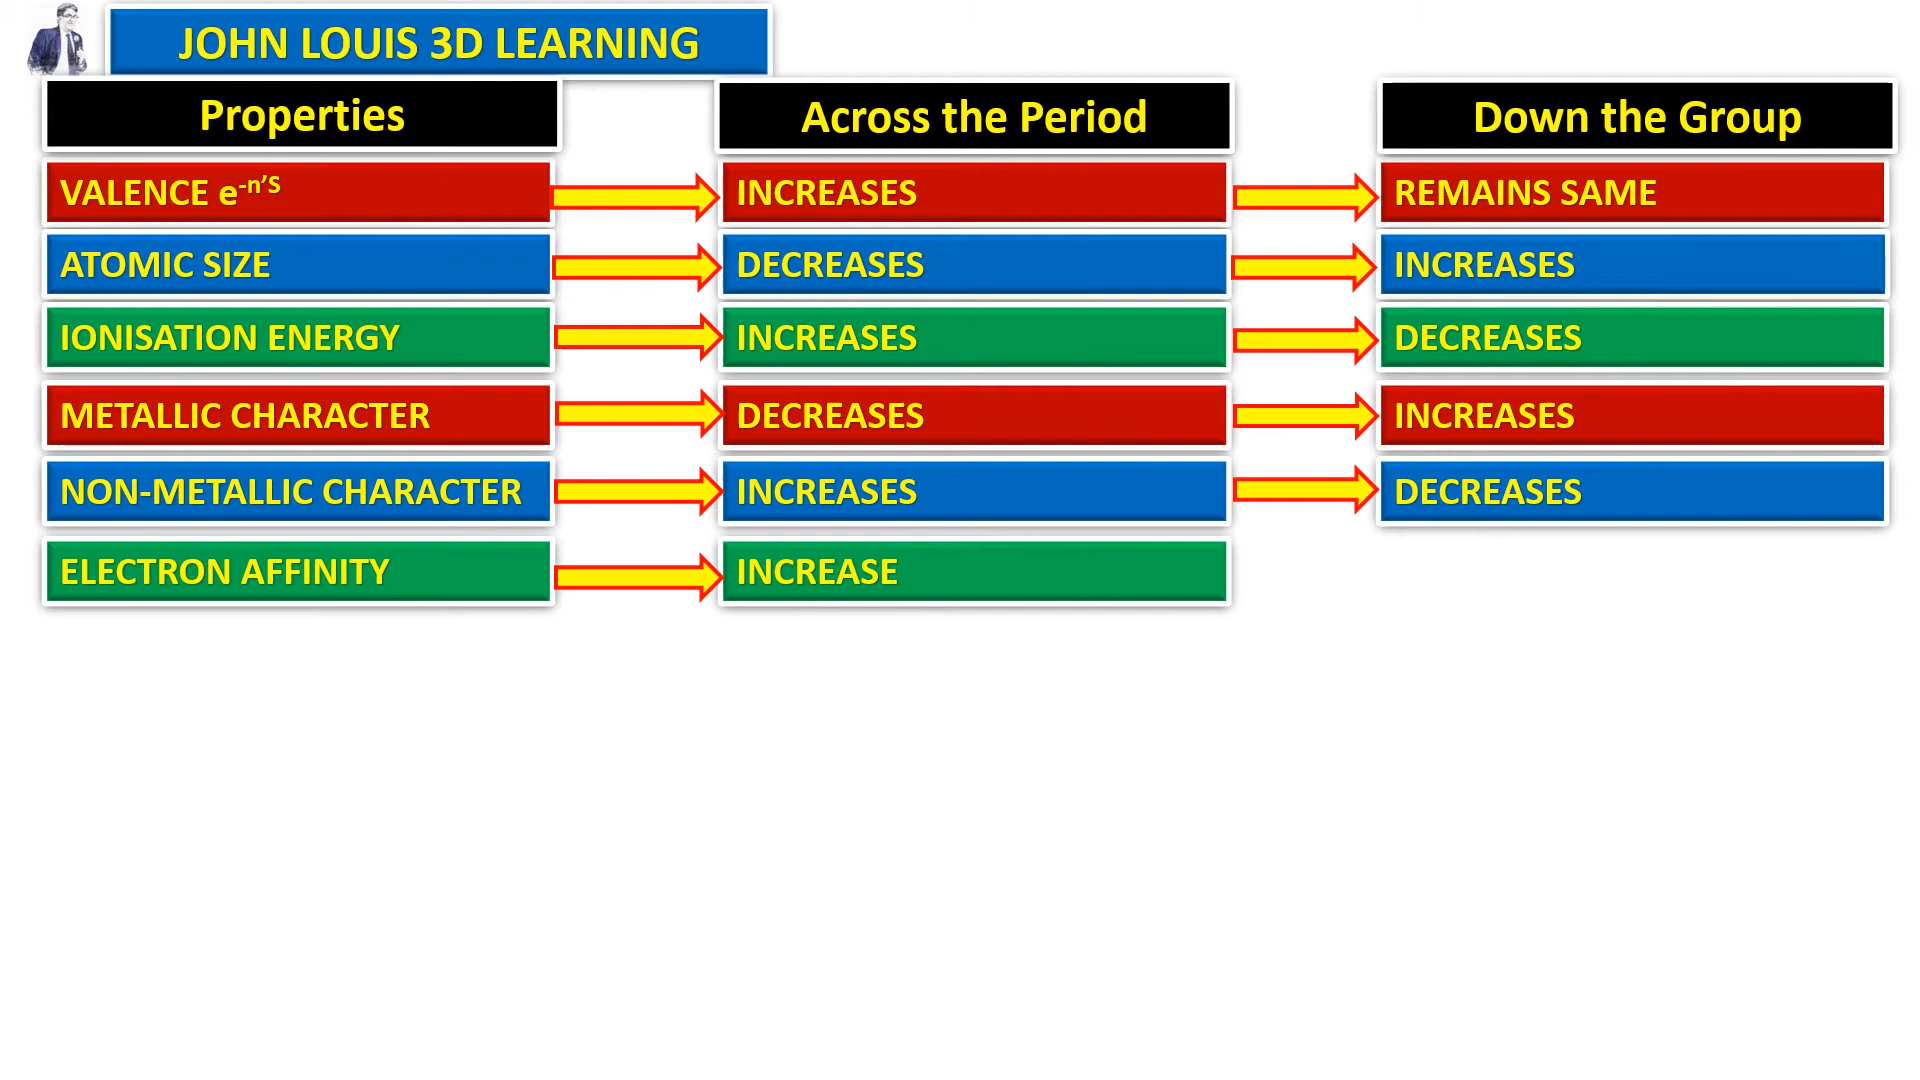 JOHN LOUIS 3D LEARNING
Properties Across the Period Down the Group
VALENCE e-n’S INCREASES REMAINS SAME
ATOMIC SIZE DECREASES INCREASES
IONISATION ENERGY INCREASES DECREASES
METALLIC CHARACTER DECREASES INCREASES
NON-METALLIC CHARACTER INCREASES DECREASES
ELECTRON AFFINITY INCREASE